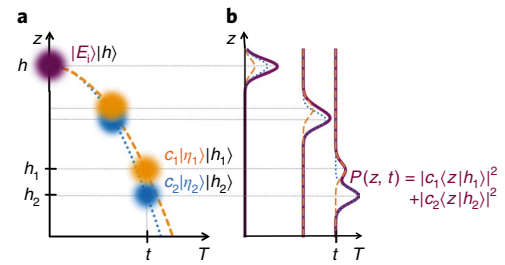 a
b
z
z
h
|E_i⟩|h⟩
c_1|η_1⟩|h_1⟩
h_1
c_2|η_2⟩|h_2⟩
h_2
P(z, t) = |c_1⟨z|h_1⟩|^2
+|c_2⟨z|h_2⟩|^2
t
T
t
T